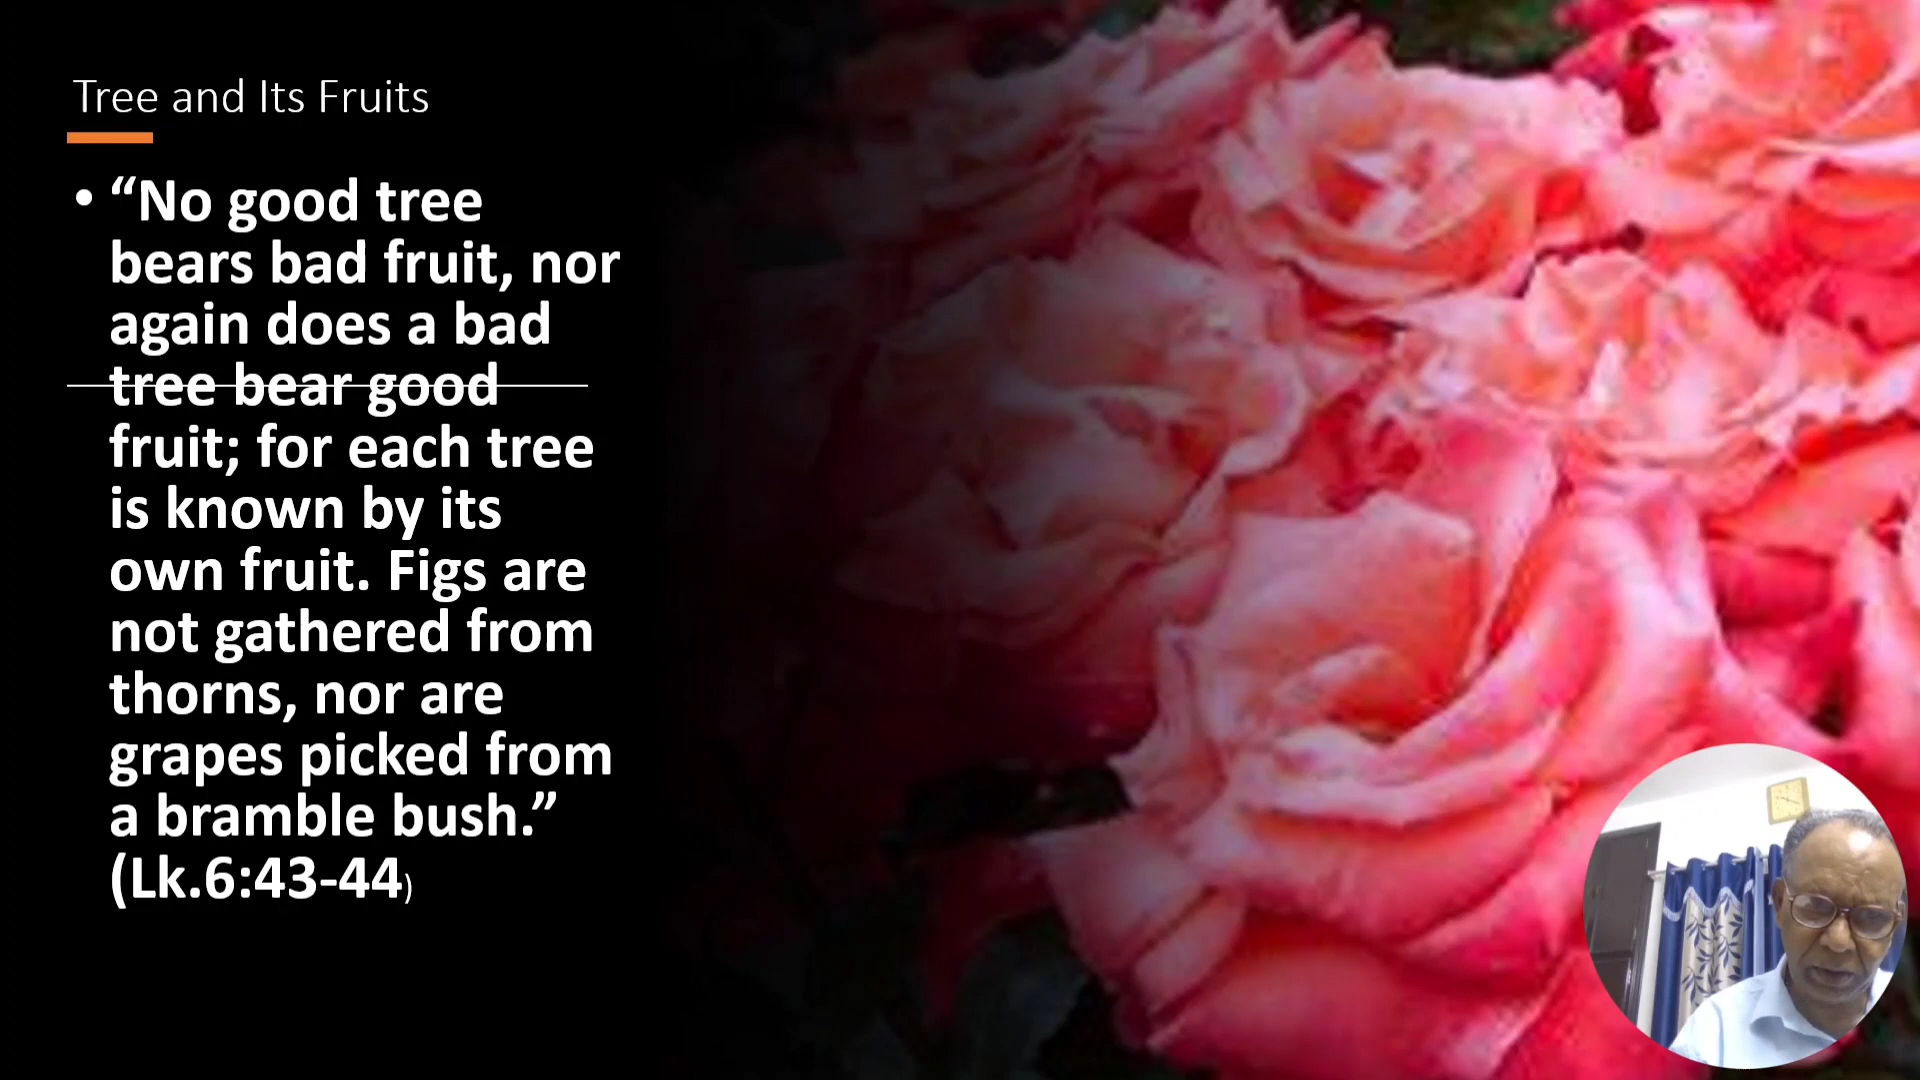 Tree and Its Fruits
• “No good tree
bears bad fruit, nor
again does a bad
tree bear good
fruit; for each tree
is known by its
own fruit. Figs are
not gathered from
thorns, nor are
grapes picked from
a bramble bush.”
(Lk.6:43-44)